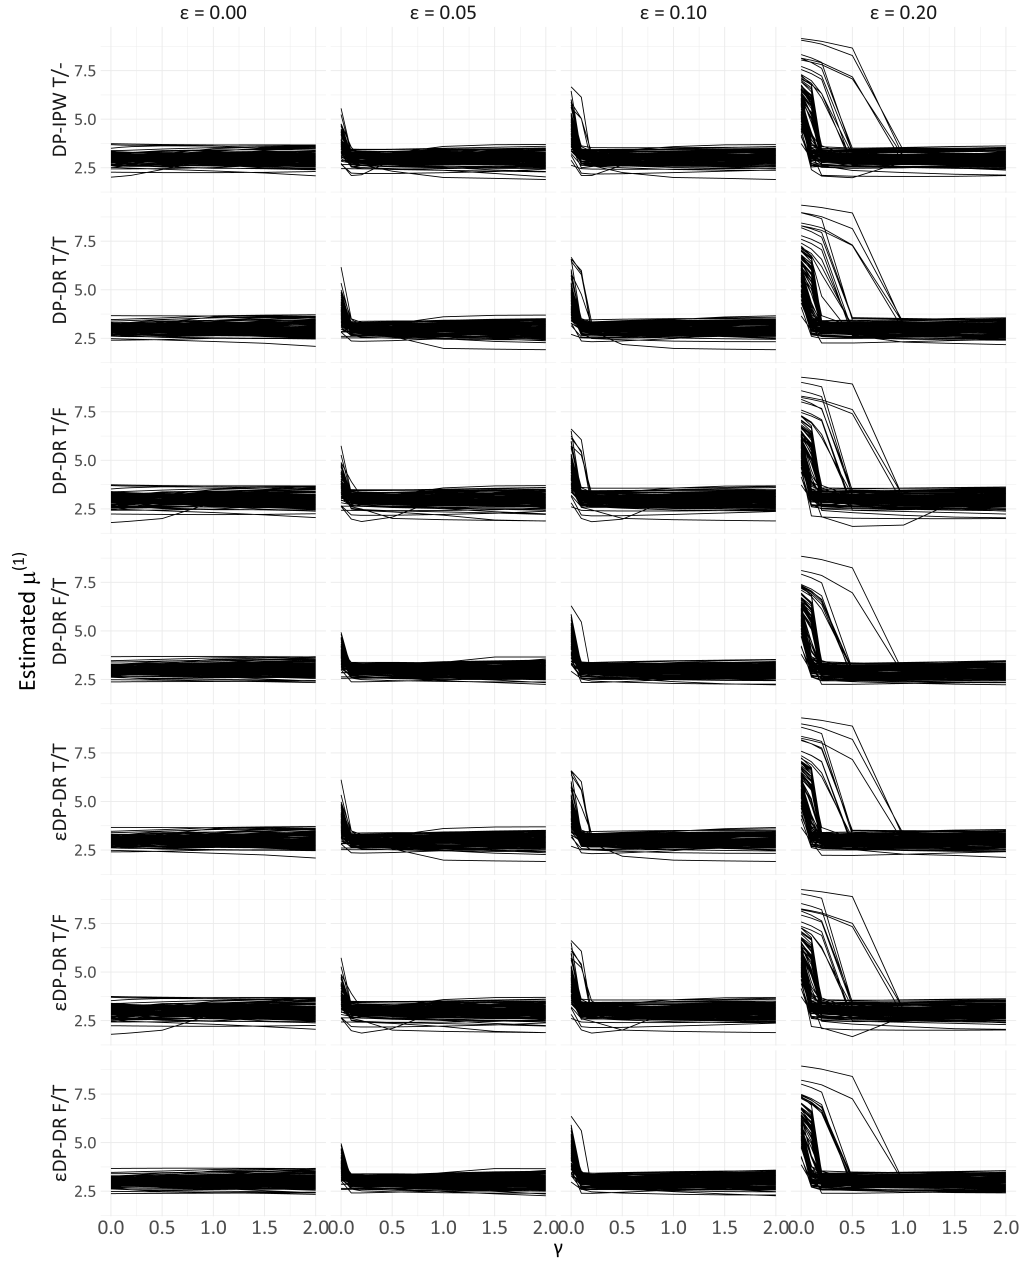 ε = 0.00 ε = 0.05 ε = 0.10 ε = 0.20
DP-IPW T/-
7.5
5.0
2.5
DP-DR T/T
7.5
5.0
2.5
DP-DR T/F
7.5
5.0
2.5
Estimated μ(1)
DP-DR F/T
7.5
5.0
2.5
εDP-DR T/T
7.5
5.0
2.5
εDP-DR T/F
7.5
5.0
2.5
εDP-DR F/T
7.5
5.0
2.5
0.0 0.5 1.0 1.5 2.0 0.0 0.5 1.0 1.5 2.0 0.0 0.5 1.0 1.5 2.0 0.0 0.5 1.0 1.5 2.0
γ